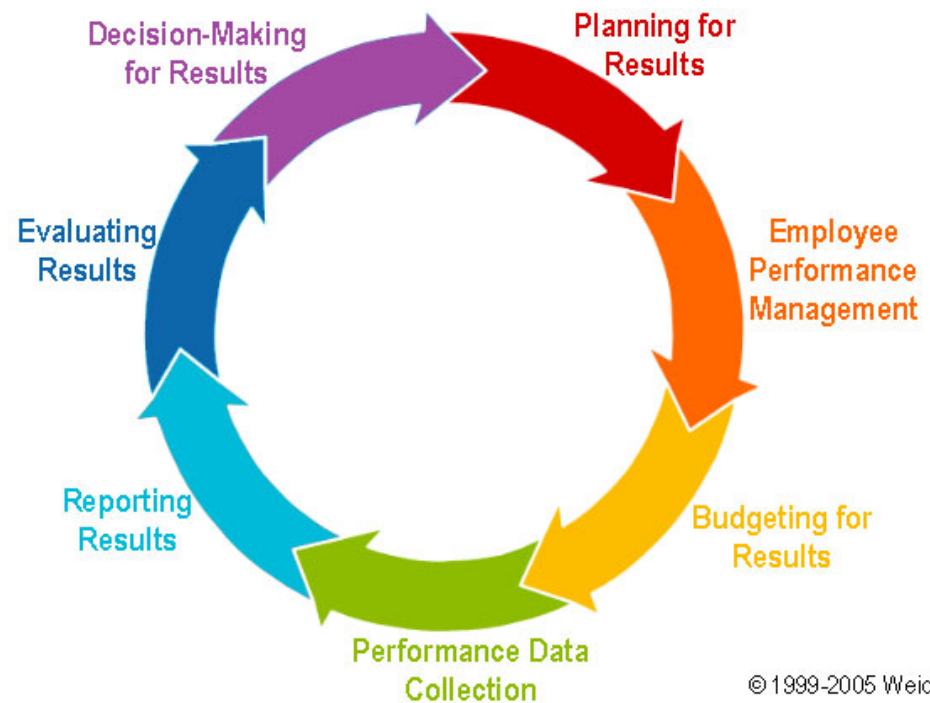 Decision-Making
for Results
Planning for
Results
Employee
Performance
Management
Budgeting for
Results
Performance Data
Collection
Reporting
Results
Evaluating
Results
© 1999-2005